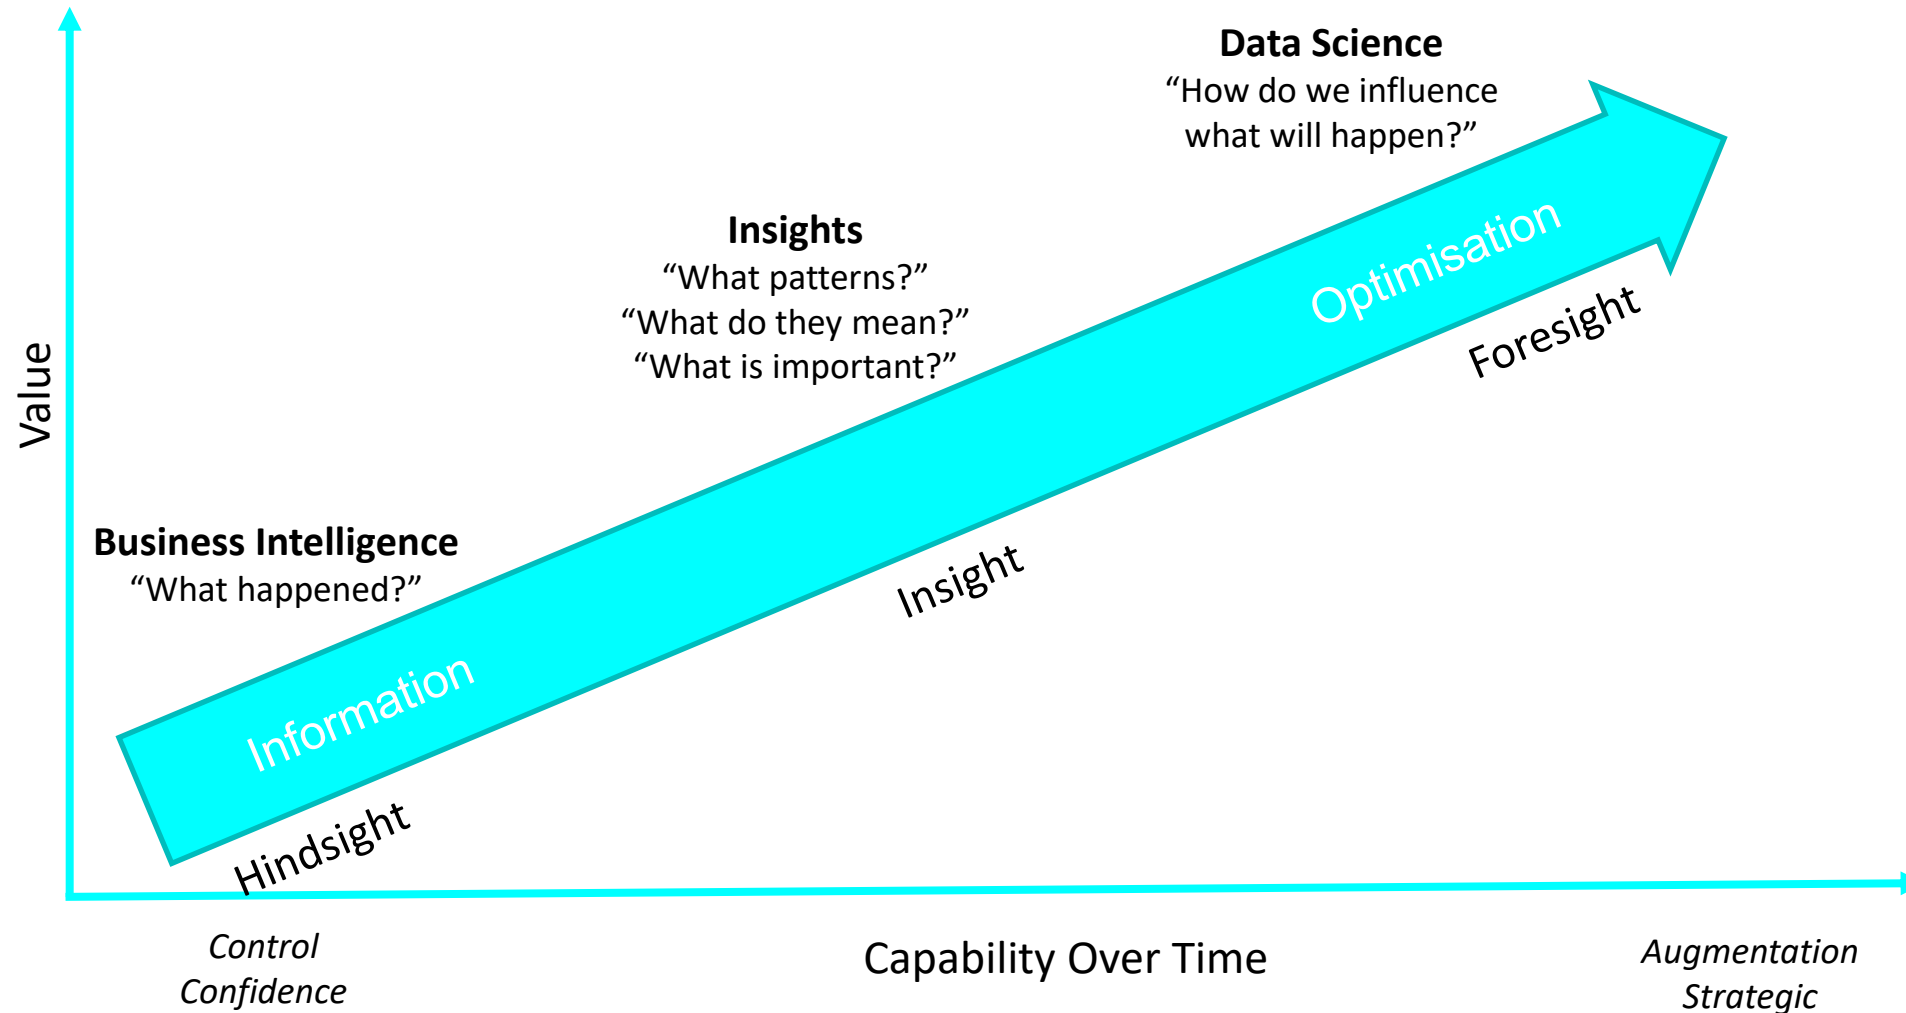 Data Science
“How do we influence
what will happen?”
Insights
“What patterns?”
“What do they mean?”
“What is important?”
Business Intelligence
“What happened?”
Value
Information
Optimisation
Hindsight
Insight
Foresight
Control
Confidence
Capability Over Time
Augmentation
Strategic